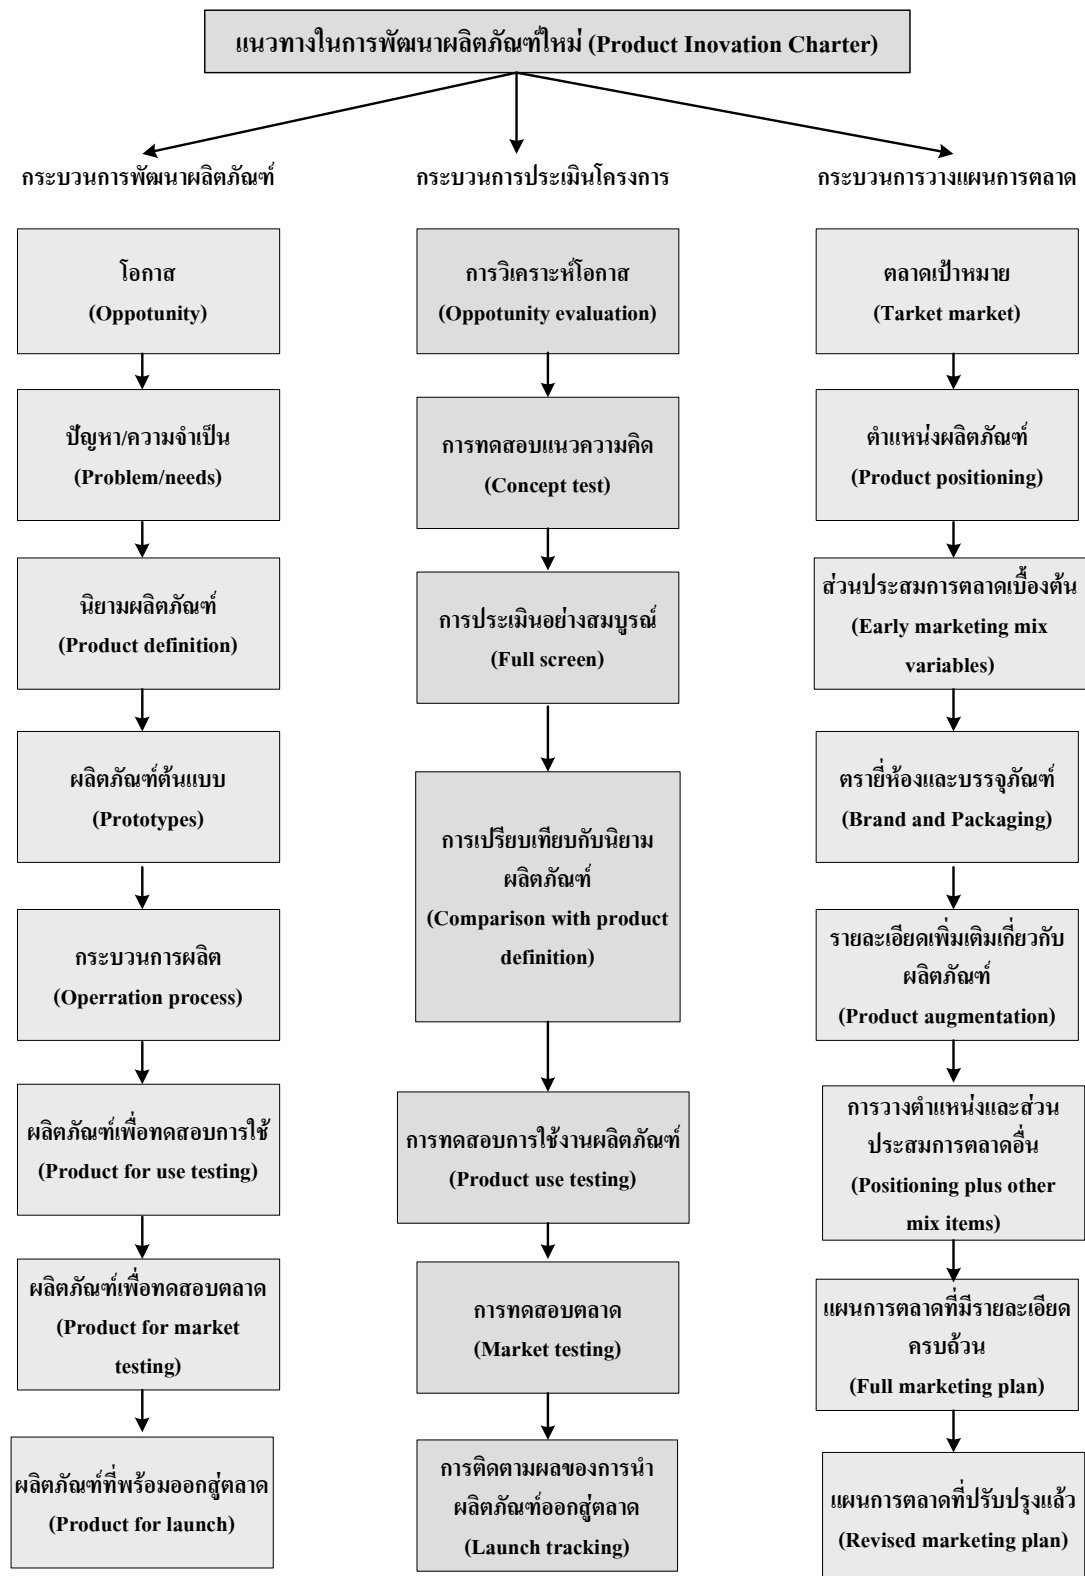 แนวทางในการพัฒนาผลิตภัณฑ์ใหม่ (Product Inovation Charter)
กระบวนการพัฒนาผลิตภัณฑ์
โอกาส
(Oppotunity)
ปัญหา/ความจำเป็น
(Problem/needs)
นิยามผลิตภัณฑ์
(Product definition)
ผลิตภัณฑ์ต้นแบบ
(Prototypes)
กระบวนการผลิต
(Operration process)
ผลิตภัณฑ์เพื่อทดสอบการใช้
(Product for use testing)
ผลิตภัณฑ์เพื่อทดสอบตลาด
(Product for market
testing)
ผลิตภัณฑ์ที่พร้อมออกสู่ตลาด
(Product for launch)
กระบวนการประเมินโครงการ
การวิเคราะห์โอกาส
(Oppotunity evaluation)
การทดสอบแนวความคิด
(Concept test)
การประเมินอย่างสมบูรณ์
(Full screen)
การเปรียบเทียบกับนิยาม
ผลิตภัณฑ์
(Comparison with product
definition)
การทดสอบการใช้งานผลิตภัณฑ์
(Product use testing)
การทดสอบตลาด
(Market testing)
การติดตามผลของการนำ
ผลิตภัณฑ์ออกสู่ตลาด
(Launch tracking)
กระบวนการวางแผนการตลาด
ตลาดเป้าหมาย
(Tarket market)
ตำแหน่งผลิตภัณฑ์
(Product positioning)
ส่วนประสมการตลาดเบื้องต้น
(Early marketing mix
variables)
ตรายี่ห้องและบรรจุภัณฑ์
(Brand and Packaging)
รายละเอียดเพิ่มเติมเกี่ยวกับ
ผลิตภัณฑ์
(Product augmentation)
การวางตำแหน่งและส่วน
ประสมการตลาดอื่น
(Positioning plus other
mix items)
แผนการตลาดที่มีรายละเอียด
ครบถ้วน
(Full marketing plan)
แผนการตลาดที่ปรับปรุงแล้ว
(Revised marketing plan)